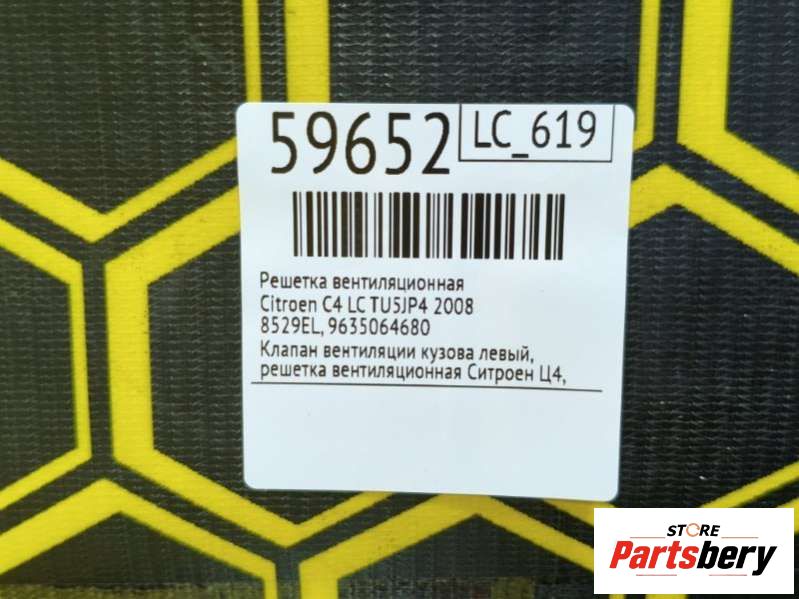 59652
LC_619
Решетка вентиляционная
Citroen C4 LC TU5JP4 2008
8529EL, 9635064680
Клапан вентиляции кузова левый,
решетка вентиляционная Ситроен Ц4,
STORE
Partsbery